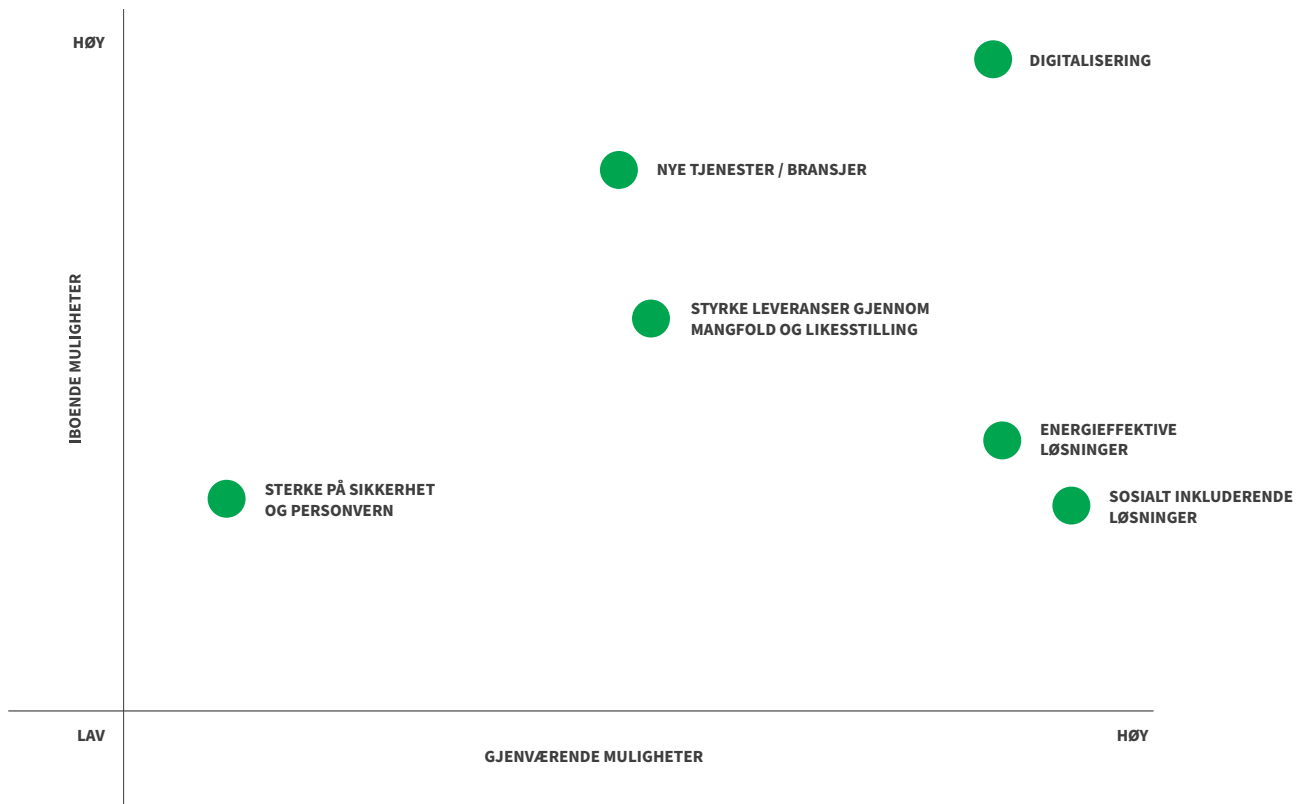 HØY
DIGITALISERING
NYE TJENESTER / BRANSJER
IBOENDE MULIGHETER
STYRKE LEVERANSER GJENNOM
MANGFOLD OG LIKESSTILLING
ENERGIEFFEKTIVE
LØSNINGER
STERKE PÅ SIKKERHET
OG PERSONVERN
SOSIALT INKLUDERENDE
LØSNINGER
LAV
HØY
GJENVÆRENDE MULIGHETER